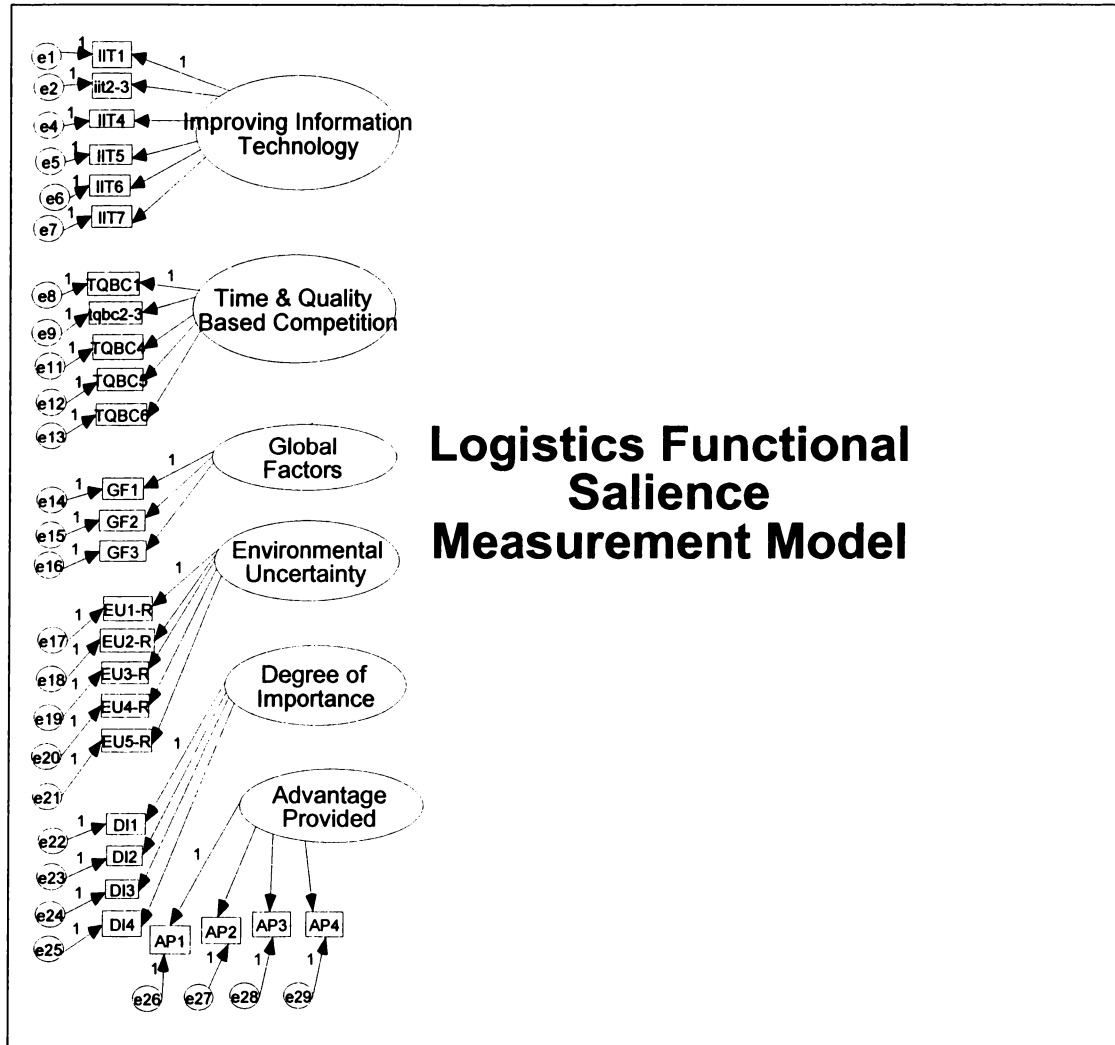 e1 1 IIT1 1
e2 1 iit2-3
e4 1 IIT4
e5 1 IIT5
e6 1 IIT6
e7 1 IIT7
Improving Information
Technology
e8 1 TQBC1 1
e9 1 tqbc2-3
e11 1 TQBC4
e12 1 TQBC5
e13 1 TQBC6
Time & Quality
Based Competition
e14 1 GF1 1
e15 1 GF2
e16 1 GF3
Global
Factors
e17 1 EU1-R 1
e18 1 EU2-R
e19 1 EU3-R
e20 1 EU4-R
e21 1 EU5-R
Environmental
Uncertainty
e22 1 DI1 1
e23 1 DI2
e24 1 DI3
e25 1 DI4
Degree of
Importance
Advantage
Provided
1
AP1 AP2 AP3 AP4
1 1 1 1
e26 e27 e28 e29
Logistics Functional
Salience
Measurement Model